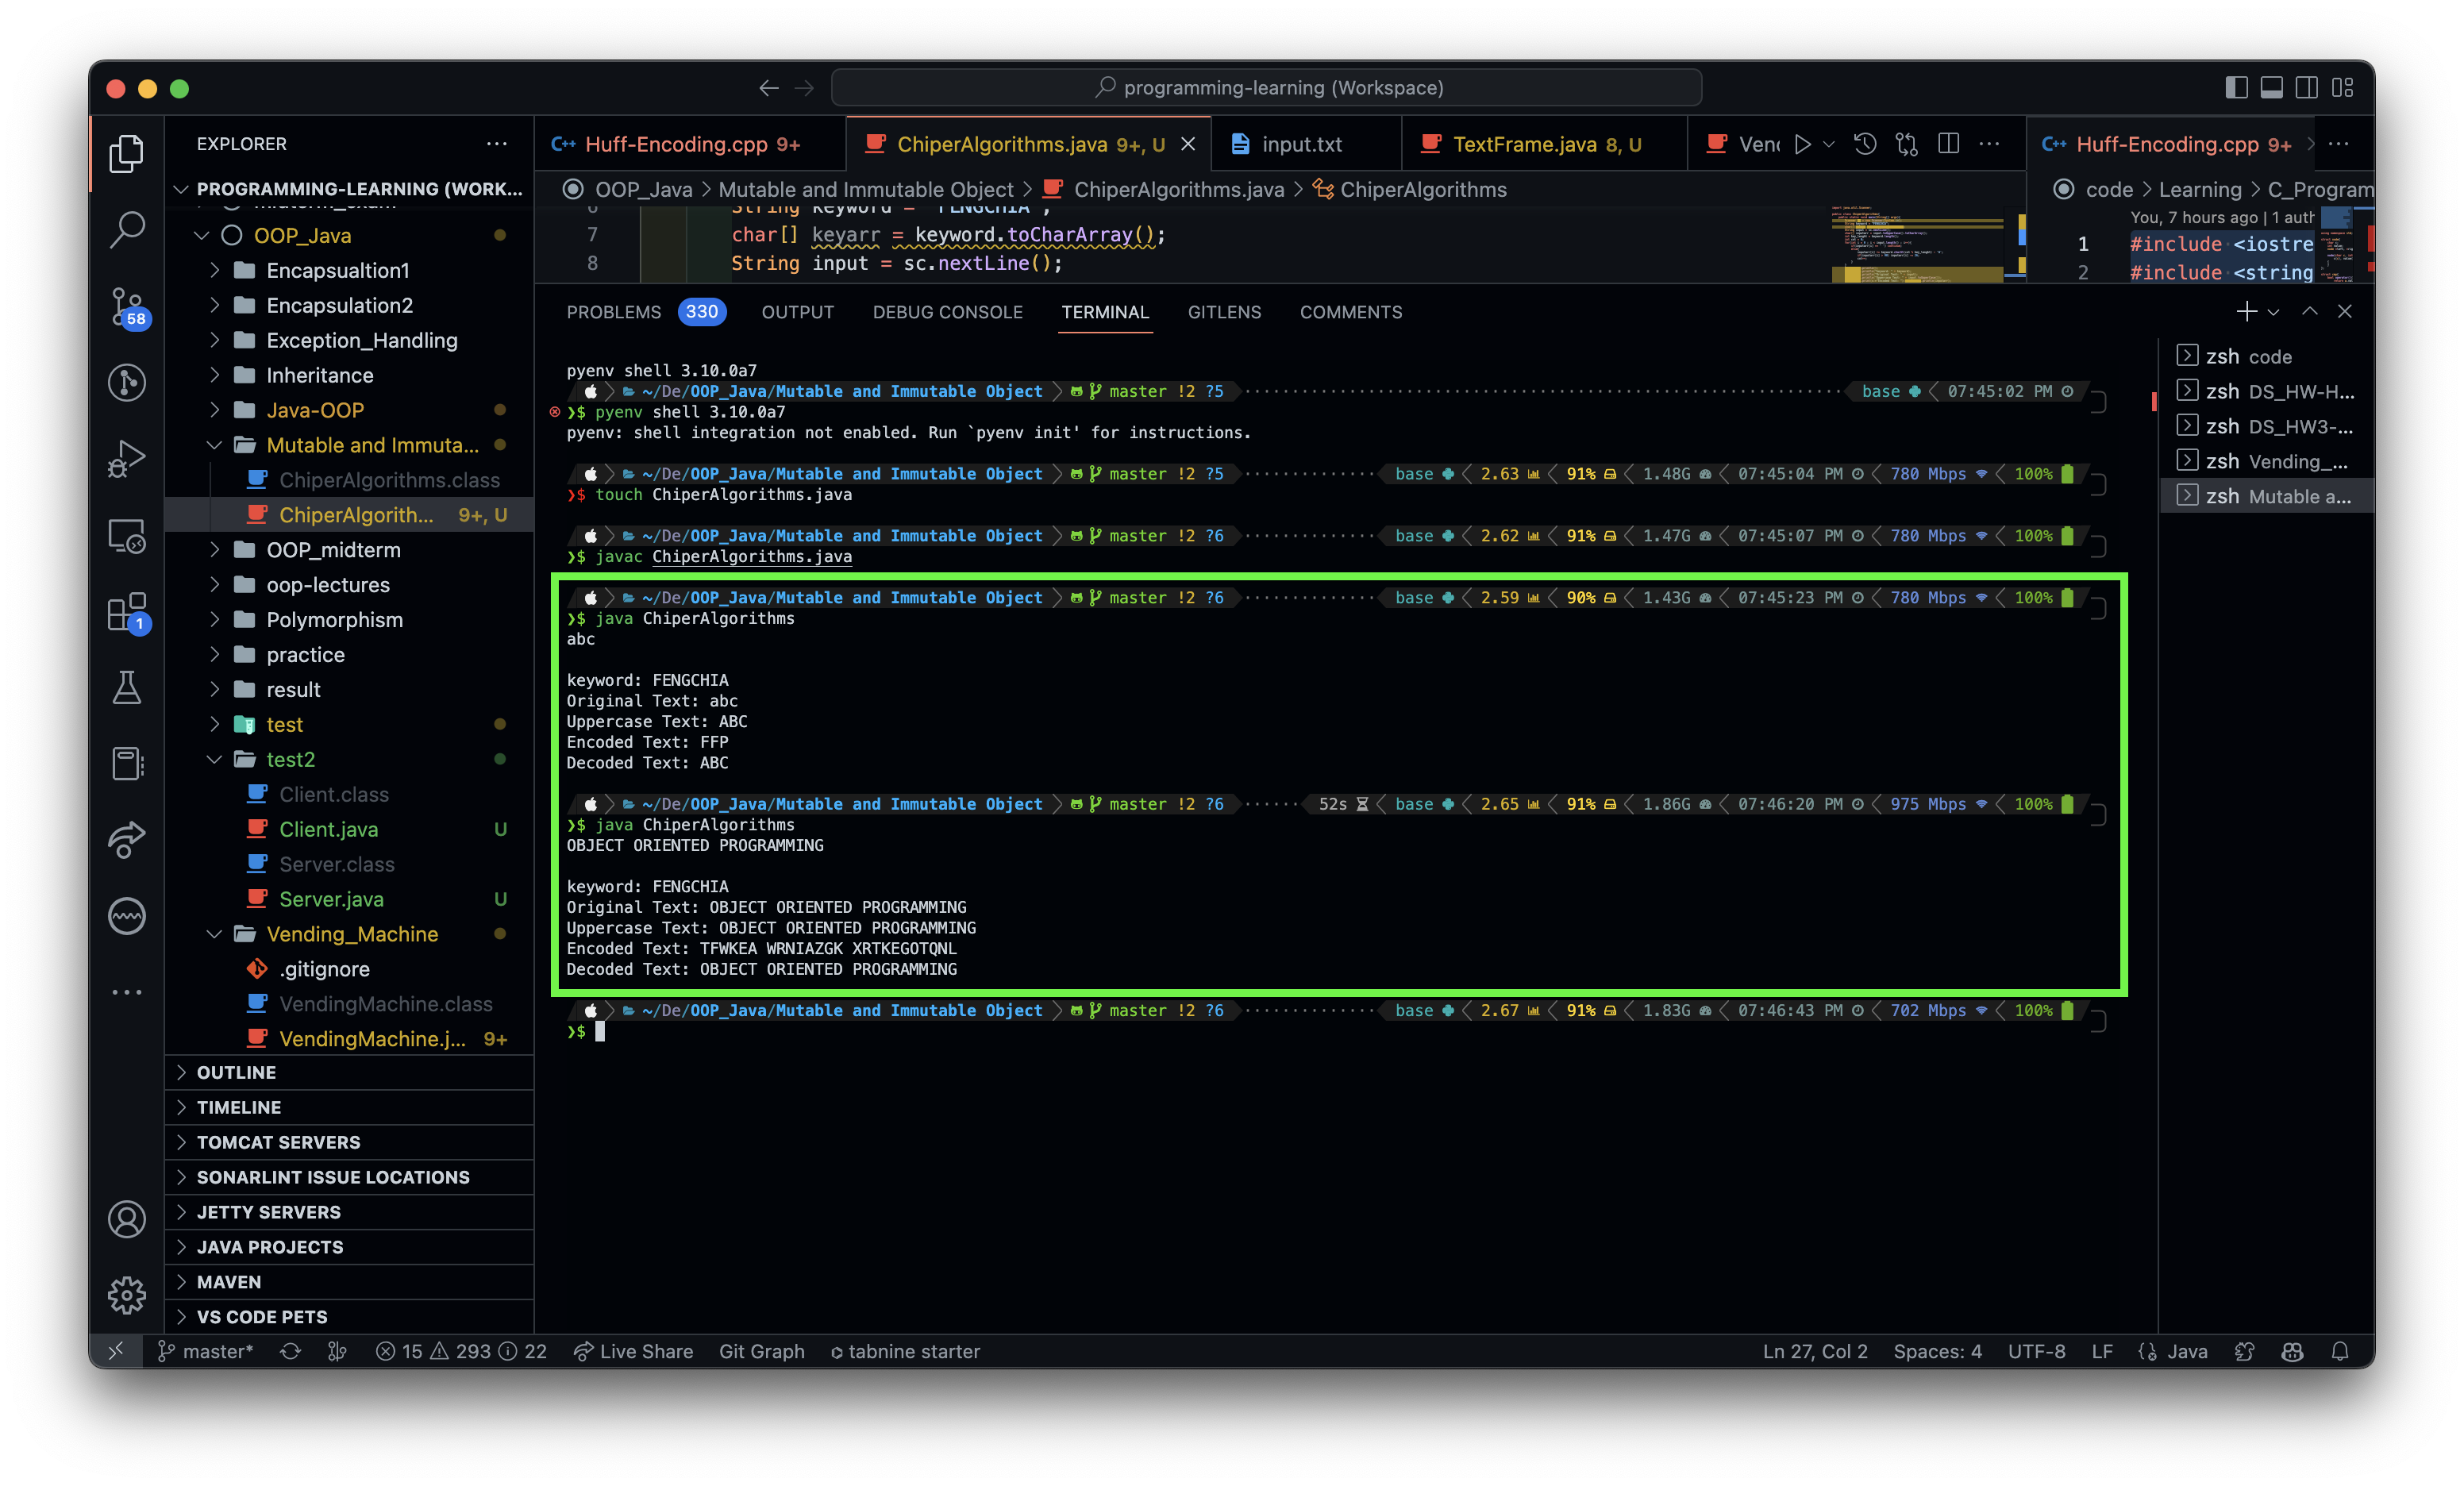 programming-learning (Workspace)
EXPLORER
PROGRAMMING-LEARNING (WORK...
OOP_Java
Encapsualtion1
Encapsulation2
Exception_Handling
Inheritance
Java-OOP
Mutable and Immuta...
ChiperAlgorithms.class
ChiperAlgorith... 9+, U
OOP_midterm
oop-lectures
Polymorphism
practice
result
test
test2
Client.class
Client.java U
Server.class
Server.java U
Vending_Machine
.gitignore
VendingMachine.class
VendingMachine.j... 9+
OUTLINE
TIMELINE
TOMCAT SERVERS
SONARLINT ISSUE LOCATIONS
JETTY SERVERS
JAVA PROJECTS
MAVEN
VS CODE PETS
58
1
C++ Huff-Encoding.cpp 9+ ChiperAlgorithms.java 9+, U input.txt TextFrame.java 8, U
OOP_Java > Mutable and Immutable Object > ChiperAlgorithms.java > ChiperAlgorithms
6 String keyword = "FENGCHIA";
7 char[] keyarr = keyword.toCharArray();
8 String input = sc.nextLine();
C++ Huff-Encoding.cpp 9+
code > Learning > C_Program
You, 7 hours ago | 1 auth
1 #include <iostre
2 #include <string
PROBLEMS 330 OUTPUT DEBUG CONSOLE TERMINAL GITLENS COMMENTS
pyenv shell 3.10.0a7
~/De/OOP_Java/Mutable and Immutable Object master !2 ?5 base 07:45:02 PM
❯$ pyenv shell 3.10.0a7
pyenv: shell integration not enabled. Run `pyenv init' for instructions.
~/De/OOP_Java/Mutable and Immutable Object master !2 ?5 base 2.63 91% 1.48G 07:45:04 PM 780 Mbps 100%
❯$ touch ChiperAlgorithms.java
~/De/OOP_Java/Mutable and Immutable Object master !2 ?6 base 2.62 91% 1.47G 07:45:07 PM 780 Mbps 100%
❯$ javac ChiperAlgorithms.java
~/De/OOP_Java/Mutable and Immutable Object master !2 ?6 base 2.59 90% 1.43G 07:45:23 PM 780 Mbps 100%
❯$ java ChiperAlgorithms
abc
keyword: FENGCHIA
Original Text: abc
Uppercase Text: ABC
Encoded Text: FFP
Decoded Text: ABC
~/De/OOP_Java/Mutable and Immutable Object master !2 ?6 52s base 2.65 91% 1.86G 07:46:20 PM 975 Mbps 100%
❯$ java ChiperAlgorithms
OBJECT ORIENTED PROGRAMMING
keyword: FENGCHIA
Original Text: OBJECT ORIENTED PROGRAMMING
Uppercase Text: OBJECT ORIENTED PROGRAMMING
Encoded Text: TFWKEA WRNIAZGK XRTKEGOTQNL
Decoded Text: OBJECT ORIENTED PROGRAMMING
~/De/OOP_Java/Mutable and Immutable Object master !2 ?6 base 2.67 91% 1.83G 07:46:43 PM 702 Mbps 100%
❯$
zsh code
zsh DS_HW-H...
zsh DS_HW3-...
zsh Vending_...
zsh Mutable a...
master* 15 293 22 Live Share Git Graph tabnine starter Ln 27, Col 2 Spaces: 4 UTF-8 LF Java